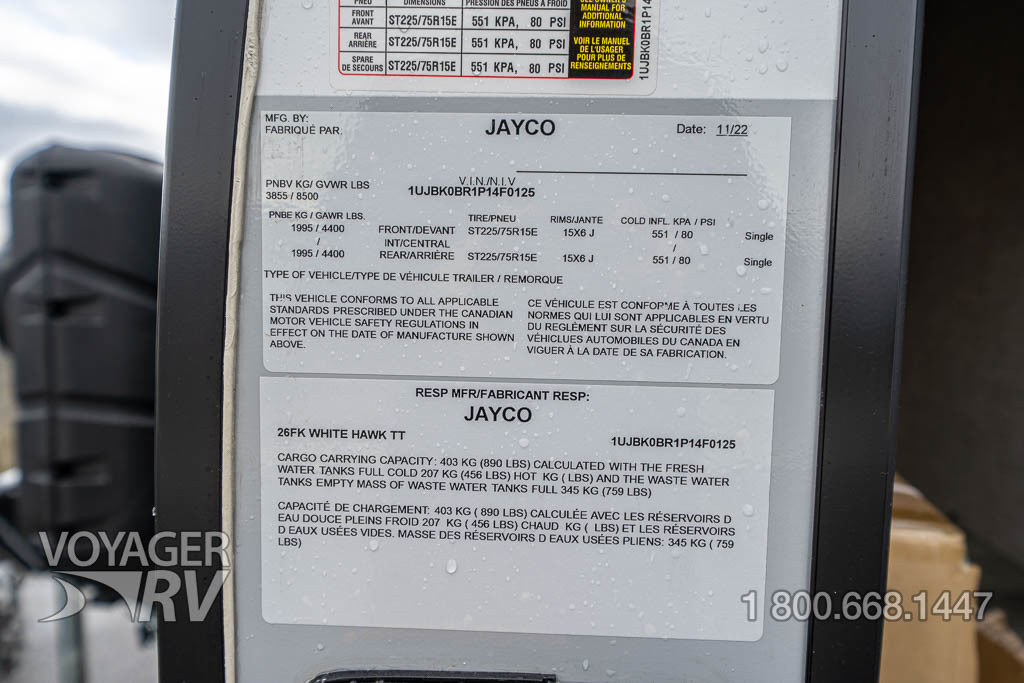 PNEU DIMENSIONS PRESSION DES PNEUS À FROID
FRONT AVANT ST225/75R15E 551 KPA, 80 PSI
REAR ARRIÈRE ST225/75R15E 551 KPA, 80 PSI
SPARE DE SECOURS ST225/75R15E 551 KPA, 80 PSI
SEE OWNER'S
MANUAL FOR
ADDITIONAL
INFORMATION
VOIR LE MANUEL
DE L'USAGER
POUR PLUS DE
RENSEIGNEMENTS
1UJBK0BR1P14
MFG. BY:
FABRIQUÉ PAR.
JAYCO
Date: 11/22
V.I.N./N.I.V
PNBV KG/ GVWR LBS
3855 / 8500
1UJBK0BR1P14F0125
PNBE KG / GAWR LBS. TIRE/PNEU RIMS/JANTE COLD INFL. KPA / PSI
1995 / 4400 FRONT/DEVANT ST225/75R15E 15X6 J 551 / 80 Single
/ INT/CENTRAL /
1995 / 4400 REAR/ARRIÈRE ST225/75R15E 15X6 J 551 / 80 Single
TYPE OF VEHICLE/TYPE DE VÉHICULE TRAILER / REMORQUE
THIS VEHICLE CONFORMS TO ALL APPLICABLE
STANDARDS PRESCRIBED UNDER THE CANADIAN
MOTOR VEHICLE SAFETY REGULATIONS IN
EFFECT ON THE DATE OF MANUFACTURE SHOWN
ABOVE.
CE VÉHICULE EST CONFORME À TOUTES LES
NORMES QUI LUI SONT APPLICABLES EN VERTU
DU REGLÈMENT SUR LA SÉCURITÉ DES
VÉHICLUES AUTOMOBILES DU CANADA EN
VIGUER À LA DATE DE SA FABRICATION.
RESP MFR/FABRICANT RESP:
JAYCO
26FK WHITE HAWK TT 1UJBK0BR1P14F0125
CARGO CARRYING CAPACITY: 403 KG (890 LBS) CALCULATED WITH THE FRESH
WATER TANKS FULL COLD 207 KG (456 LBS) HOT KG ( LBS) AND THE WASTE WATER
TANKS EMPTY MASS OF WASTE WATER TANKS FULL 345 KG (759 LBS)
CAPACITÉ DE CHARGEMENT: 403 KG ( 890 LBS) CALCULÉE AVEC LES RÉSERVOIRS D
EAU DOUCE PLEINS FROID 207 KG ( 456 LBS) CHAUD KG ( LBS) ET LES RÉSERVOIRS
D EAUX USÉES VIDES. MASSE DES RÉSERVOIRS D EAUX USÉES PLIENS: 345 KG ( 759
LBS)
VOYAGER
RV
1 800.668.1447